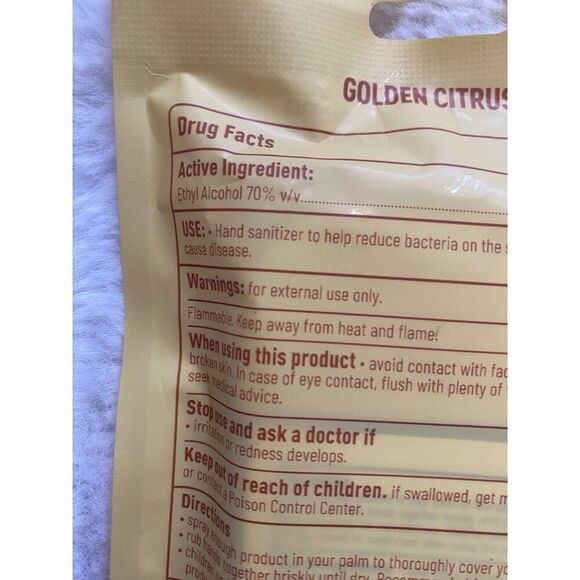 GOLDEN CITRUS
Drug Facts
Active Ingredient:
Ethyl Alcohol 70% v/v..........................
USE: • Hand sanitizer to help reduce bacteria on the
cause disease.
Warnings: for external use only.
Flammable. Keep away from heat and flame.
When using this product • avoid contact with
broken skin. In case of eye contact, flush with plenty of
seek medical advice.
Stop use and ask a doctor if
• irritation or redness develops.
Keep out of reach of children. if swallowed, get
or contact a Poison Control Center.
Directions
• spray enough product in your palm to thoroughly cover
• rub hands together briskly until dry.
• children